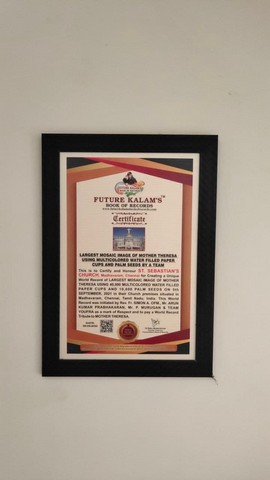 FUTURE KALAM'S
BOOK OF RECORDS
Certificate
LARGEST MOSAIC IMAGE OF MOTHER THERESA
USING MULTICOLORED WATER FILLED PAPER
CUPS AND PALM SEEDS BY A TEAM
This is to Certify and Honour ST. SEBASTIAN'S
CHURCH, Madhavaram, Chennai for Creating a Unique
World Record of LARGEST MOSAIC IMAGE OF MOTHER
THERESA USING 40,000 MULTICOLORED WATER FILLED
PAPER CUPS AND PALM SEEDS ON
SEPTEMBER, 2021 in their Church premises situated in
Madhavaram, Chennai, Tamil Nadu, India. This World
Record was initiated by Rev. Fr. SIMON A. OFM, Mr. ARUN
KUMAR PRABHAKARAN, Mr. P. MURUGAN & TEAM
YOUFRA as a mark of Respect and to pay a World Record
Tribute to MOTHER THERESA.